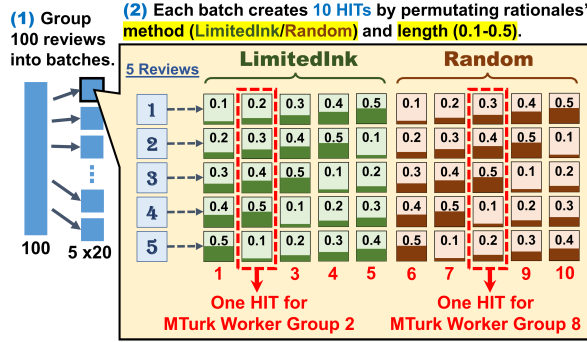 (1) Group
100 reviews
into batches.
(2) Each batch creates 10 HITs by permutating rationales'
method (LimitedInk/Random) and length (0.1-0.5).
5 Reviews
LimitedInk
Random
1 0.1 0.2 0.3 0.4 0.5 0.1 0.2 0.3 0.4 0.5
2 0.2 0.3 0.4 0.5 0.1 0.2 0.3 0.4 0.5 0.1
3 0.3 0.4 0.5 0.1 0.2 0.3 0.4 0.5 0.1 0.2
4 0.4 0.5 0.1 0.2 0.3 0.4 0.5 0.1 0.2 0.3
5 0.5 0.1 0.2 0.3 0.4 0.5 0.1 0.2 0.3 0.4
100
5 x20
1 3 4 5 6 7 9 10
One HIT for
MTurk Worker Group 2
One HIT for
MTurk Worker Group 8